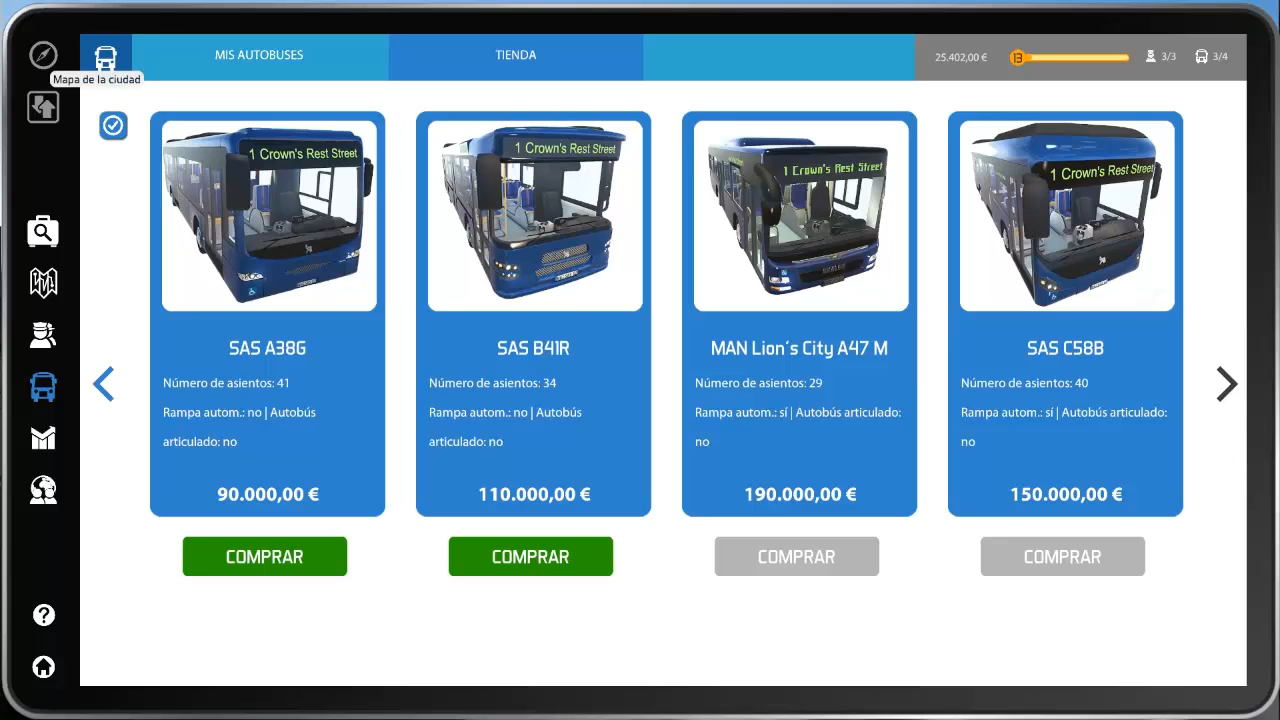 MIS AUTOBUSES
TIENDA
25.402,00 €
13
3/3
3/4
Mapa de la ciudad
1 Crown's Rest Street
1 Crown's Rest Street
1 Crown's Rest Street
1 Crown's Rest Street
SAS A38G
Número de asientos: 41
Rampa autom.: no | Autobús
articulado: no
90.000,00 €
COMPRAR
SAS B41R
Número de asientos: 34
Rampa autom.: no | Autobús
articulado: no
110.000,00 €
COMPRAR
MAN Lion´s City A47 M
Número de asientos: 29
Rampa autom.: sí | Autobús articulado:
no
190.000,00 €
COMPRAR
SAS C58B
Número de asientos: 40
Rampa autom.: sí | Autobús articulado:
no
150.000,00 €
COMPRAR